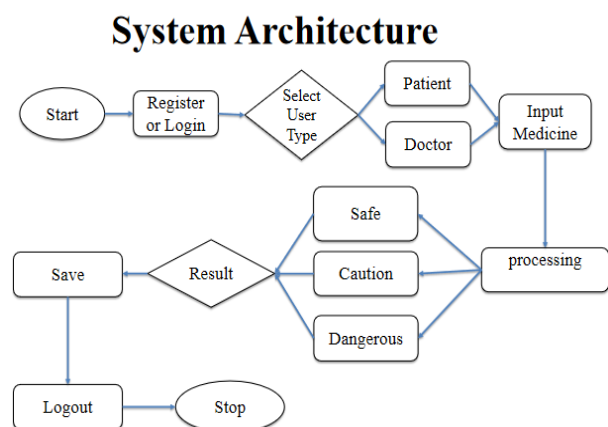 System Architecture
Start
Register
or Login
Select
User
Type
Patient
Doctor
Input
Medicine
processing
Safe
Caution
Dangerous
Result
Save
Logout
Stop